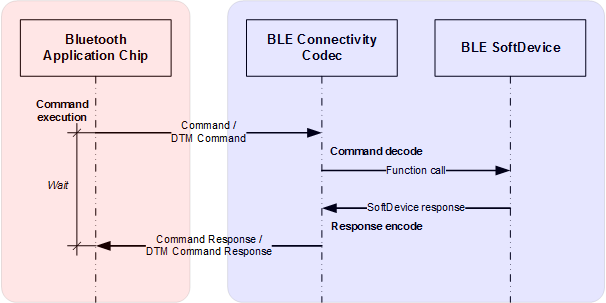 Bluetooth
Application Chip
BLE Connectivity
Codec
BLE SoftDevice
Command
execution
Command /
DTM Command
Command decode
Function call
Wait
SoftDevice response
Response encode
Command Response /
DTM Command Response